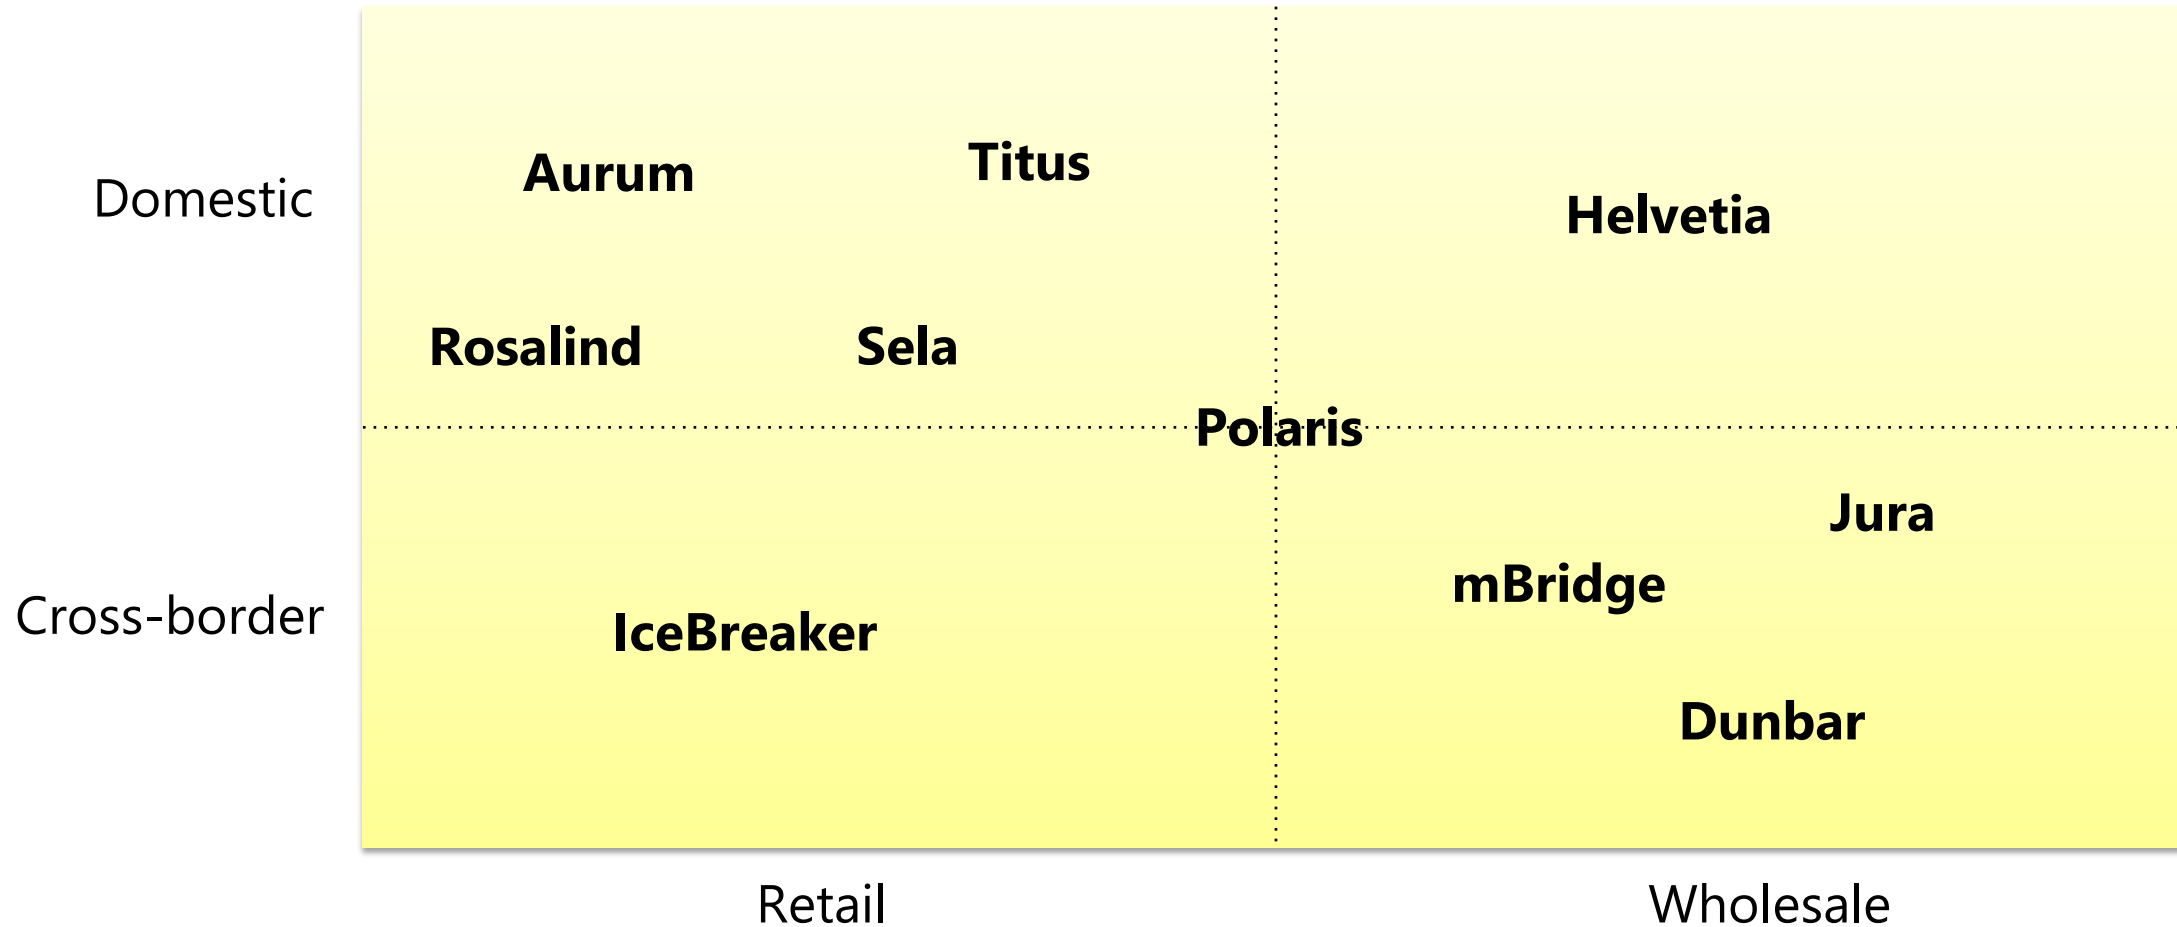 Domestic
Aurum
Titus
Helvetia
Rosalind
Sela
Polaris
Cross-border
Jura
mBridge
IceBreaker
Dunbar
Retail
Wholesale